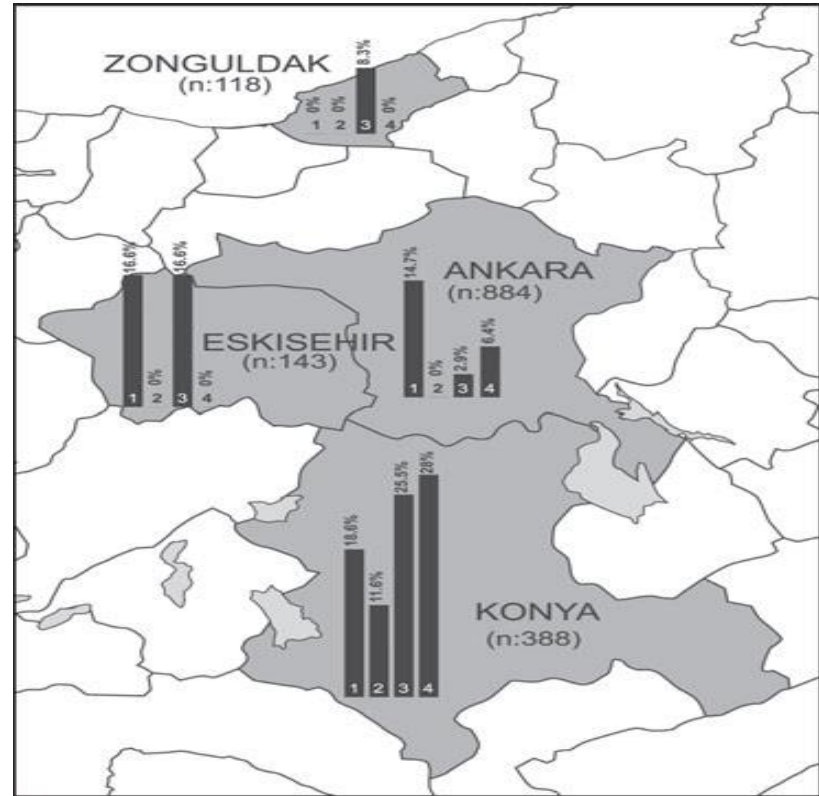 ZONGULDAK
(n:118)
0% 0% 8.3% 0%
1 2 3 4
ANKARA
(n:884)
14.7% 0% 2.9% 6.4%
1 2 3 4
16.6% 0% 16.6% 0%
ESKISEHIR
(n:143)
1 2 3 4
18.6% 11.6% 25.5% 28%
KONYA
(n:388)
1 2 3 4